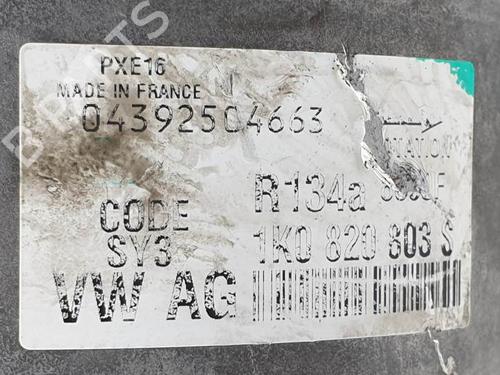 PXE16
MADE IN FRANCE
04392504663
R134a
CODE
SY3
1K0 820 803 S
VW AG